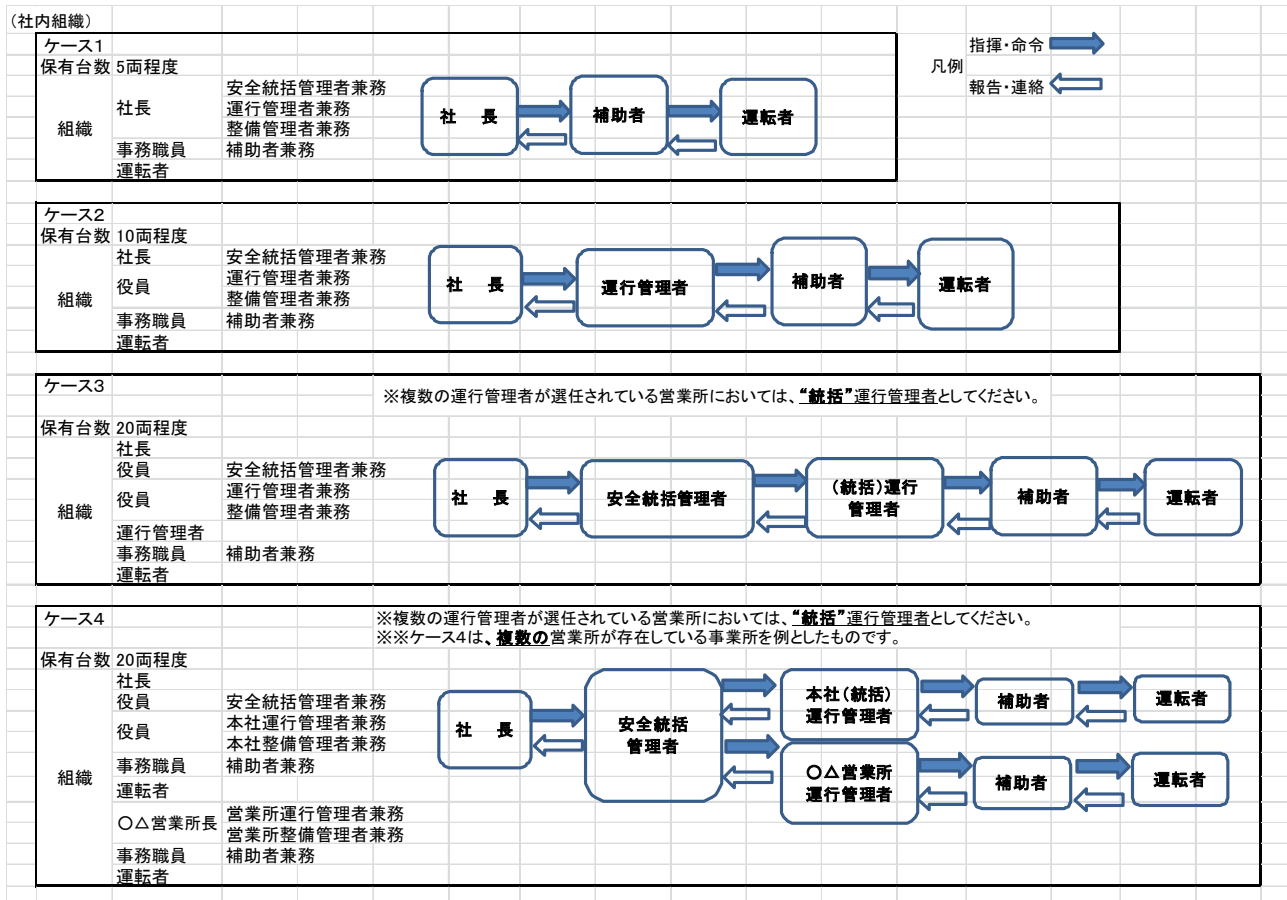 (社内組織)
指揮・命令
凡例
報告・連絡
ケース1
保有台数 5両程度
組織
社長
安全統括管理者兼務
運行管理者兼務
整備管理者兼務
事務職員 補助者兼務
運転者
社 長
補助者
運転者
ケース2
保有台数 10両程度
組織
社長 安全統括管理者兼務
役員
運行管理者兼務
整備管理者兼務
事務職員 補助者兼務
運転者
社 長
運行管理者
補助者
運転者
ケース3
※複数の運行管理者が選任されている営業所においては、“統括”運行管理者としてください。
保有台数 20両程度
組織
社長
役員 安全統括管理者兼務
役員
運行管理者兼務
整備管理者兼務
運行管理者
事務職員 補助者兼務
運転者
社 長
安全統括管理者
(統括)運行
管理者
補助者
運転者
ケース4
※複数の運行管理者が選任されている営業所においては、“統括”運行管理者としてください。
※※ケース4は、複数の営業所が存在している事業所を例としたものです。
保有台数 20両程度
組織
社長
役員 安全統括管理者兼務
役員
本社運行管理者兼務
本社整備管理者兼務
事務職員 補助者兼務
運転者
○△営業所長
営業所運行管理者兼務
営業所整備管理者兼務
事務職員 補助者兼務
運転者
社 長
安全統括
管理者
本社(統括)
運行管理者
補助者
運転者
○△営業所
運行管理者
補助者
運転者